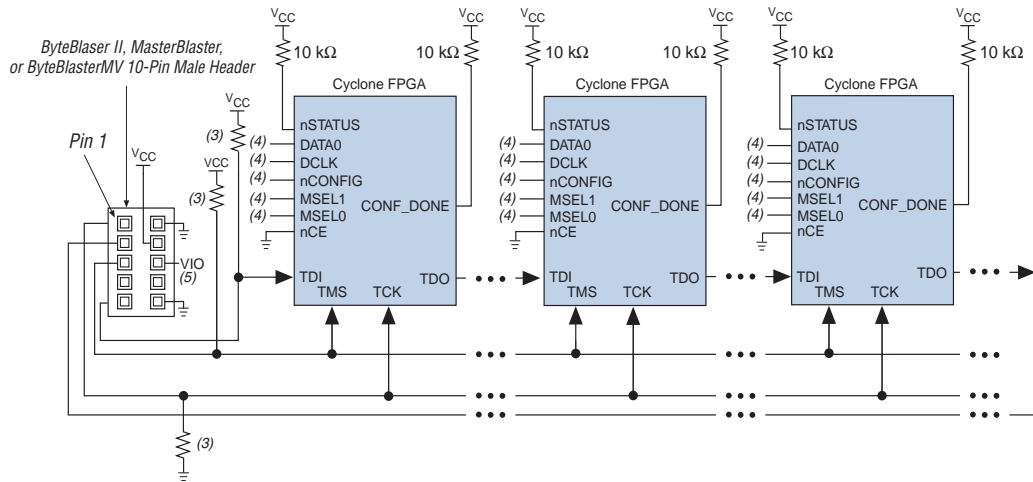 ByteBlaser II, MasterBlaster,
or ByteBlasterMV 10-Pin Male Header
Pin 1
VCC
VCC
(3)
VCC
(3)
VIO
(5)
(3)
VCC
10 kΩ
VCC
10 kΩ
Cyclone FPGA
nSTATUS
(4) DATA0
(4) DCLK
(4) nCONFIG
(4) MSEL1
(4) MSEL0
nCE
CONF_DONE
TDI
TMS
TCK
TDO
VCC
10 kΩ
VCC
10 kΩ
Cyclone FPGA
nSTATUS
(4) DATA0
(4) DCLK
(4) nCONFIG
(4) MSEL1
(4) MSEL0
nCE
CONF_DONE
TDI
TMS
TCK
TDO
VCC
10 kΩ
VCC
10 kΩ
Cyclone FPGA
nSTATUS
(4) DATA0
(4) DCLK
(4) nCONFIG
(4) MSEL1
(4) MSEL0
nCE
CONF_DONE
TDI
TMS
TCK
TDO